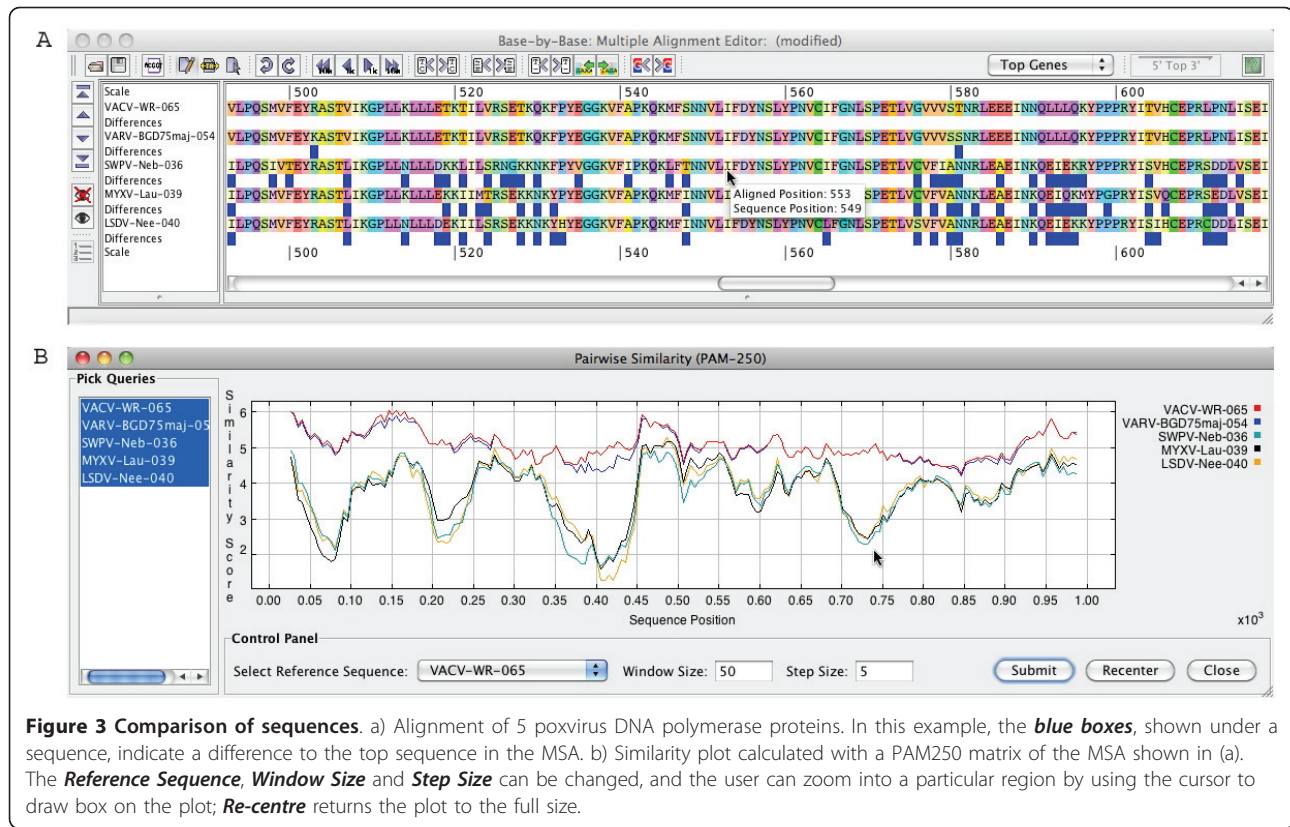 A
Base-by-Base: Multiple Alignment Editor: (modified)
Top Genes
5' Top 3'
Scale
500 520 540 560 580 600
VACV-WR-065
VLPQSMVFEYRASTVIKGPLLKLLLETKTILVRSETKQKFPYEGGKVFAPKQKMFSNNVLIFDYNSLYPNVCIFGNLSPETLVGVVVSTNRLEEEINNQLLLQKYPPPRYITVHCEPRLPNLISEI
Differences
VARV-BGD75maj-054
VLPQSMVFEYKASTVIKGPLLKLLLETKTILVRSETKQKFPYEGGKVFAPKQKMFSNNVLIFDYNSLYPNVCIFGNLSPETLVGVVVSSNRLEEEINNQLLLQKYPPPRYITVHCEPRLPNLISEI
Differences
SWPV-Neb-036
ILPQSIVTEYRASTLIKGPLLNLLLDKKLILSRNGKKNKFPYVGGKVFIPKQKLFTNNVLIFDYNSLYPNVCIFGNLSPETLVCVFIANNRLEAEINKQEIEKRYPPPRYISVHCEPRSDDLVSEI
Differences
MYXV-Lau-039
ILPQSMVFEYRASTLIKGPLLKLLLEKKIIMTRSEKKNKYPYEGGKVFAPKQKMFINNVLI
SPETLVCVFVANNKLEAEINKQEIQKMYPGPRYISVQCEPRSEDLVSEI
Differences
Aligned Position: 553
Sequence Position: 549
LSDV-Nee-040
ILPQSMVFEYRASTLIKGPLLNLLLDEKIILSRSEKKNKYHYEGGKVFAPKQKMFINNVLIFDYNSLYPNVCLFGNLSPETLVSVFVANNRLEAEINKQEIEKKYPPPRYISIHCEPRCDDLISEI
Differences
Scale
500 520 540 560 580 600
B
Pairwise Similarity (PAM-250)
Pick Queries
VACV-WR-065
VARV-BGD75maj-05
SWPV-Neb-036
MYXV-Lau-039
LSDV-Nee-040
Similarity Score
6
5
4
3
2
VACV-WR-065
VARV-BGD75maj-054
SWPV-Neb-036
MYXV-Lau-039
LSDV-Nee-040
0.00 0.05 0.10 0.15 0.20 0.25 0.30 0.35 0.40 0.45 0.50 0.55 0.60 0.65 0.70 0.75 0.80 0.85 0.90 0.95 1.00
Sequence Position
x10³
Control Panel
Select Reference Sequence: VACV-WR-065 Window Size: 50 Step Size: 5 Submit Recenter Close
Figure 3 Comparison of sequences. a) Alignment of 5 poxvirus DNA polymerase proteins. In this example, the blue boxes, shown under a
sequence, indicate a difference to the top sequence in the MSA. b) Similarity plot calculated with a PAM250 matrix of the MSA shown in (a).
The Reference Sequence, Window Size and Step Size can be changed, and the user can zoom into a particular region by using the cursor to
draw box on the plot; Re-centre returns the plot to the full size.